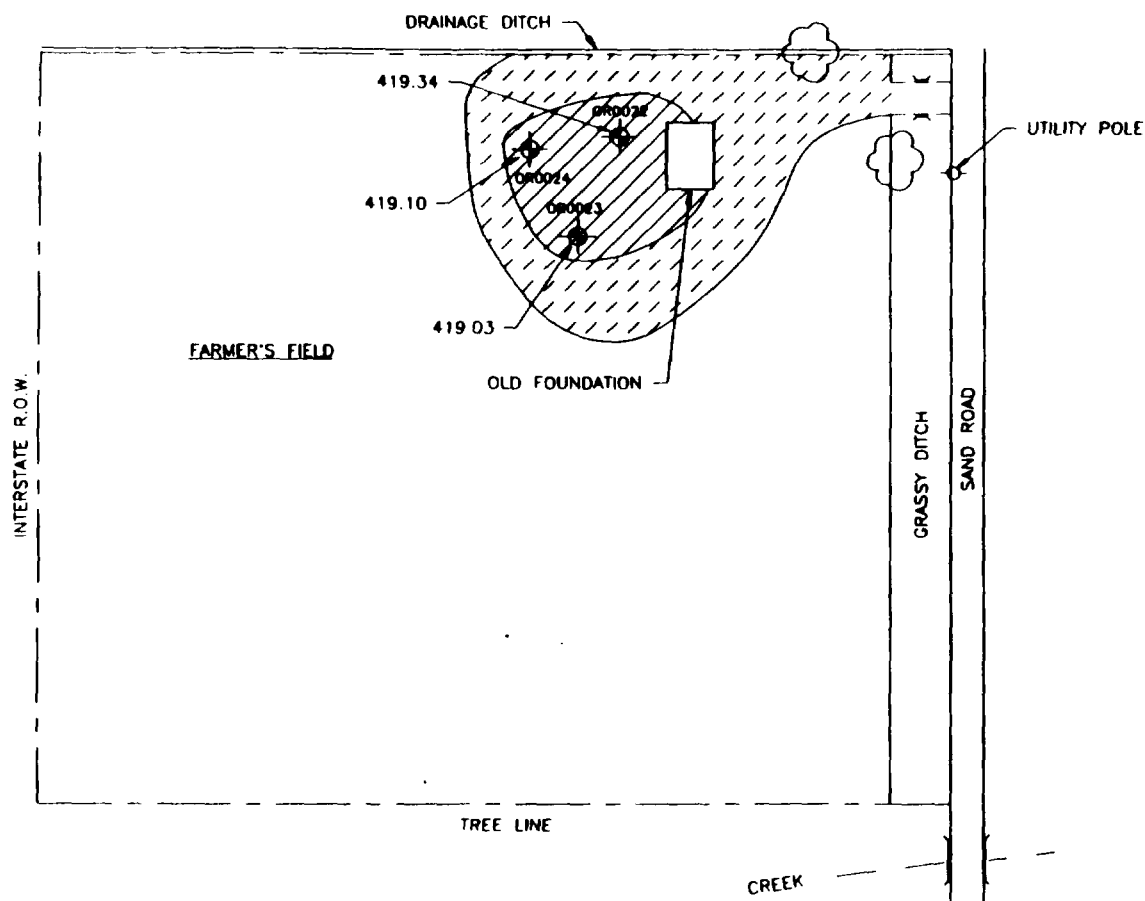 DRAINAGE DITCH
419.34
OR0022
UTILITY POLE
OR0024
419.10
OR0023
419.03
FARMER'S FIELD
OLD FOUNDATION
INTERSTATE R.O.W.
GRASSY DITCH
SAND ROAD
TREE LINE
CREEK